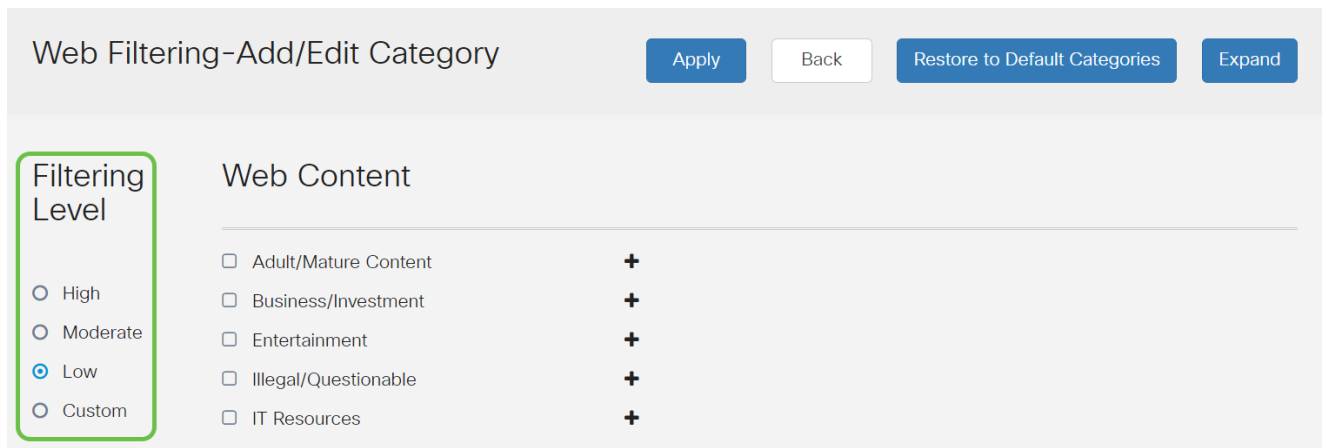 Web Filtering-Add/Edit Category
Apply
Back
Restore to Default Categories
Expand
Filtering
Level
High
Moderate
Low
Custom
Web Content
Adult/Mature Content
Business/Investment
Entertainment
Illegal/Questionable
IT Resources